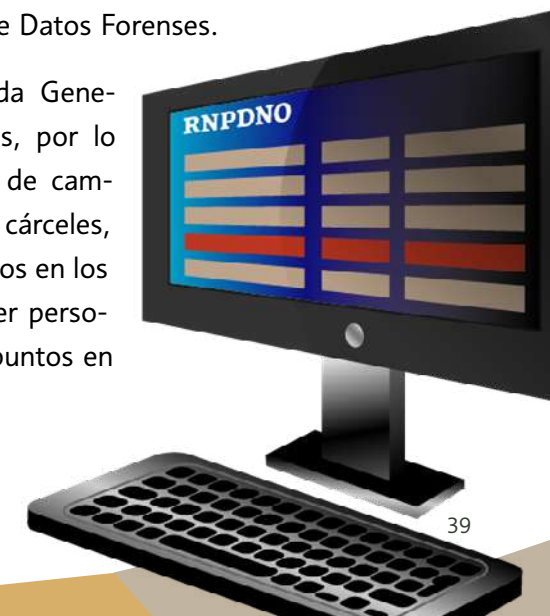 e Datos Forenses.
da Gene-
s, por lo
de cam-
cárceles,
os en los
er perso-
puntos en
RNPDNO
39